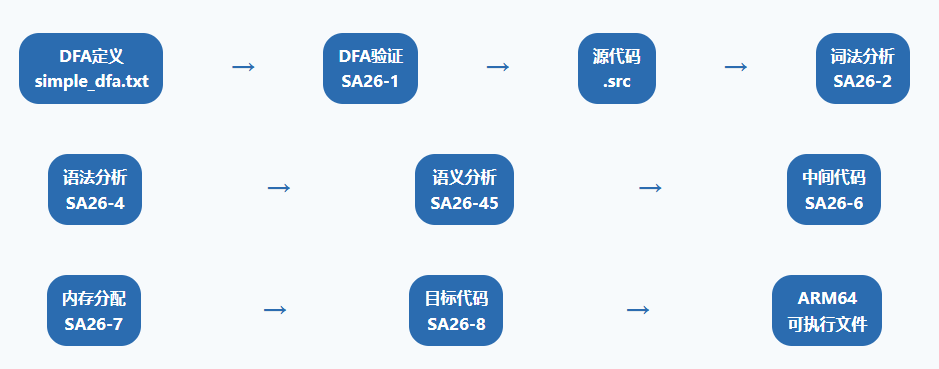 DFA定义
simple_dfa.txt
→
DFA验证
SA26-1
→
源代码
.src
→
词法分析
SA26-2
语法分析
SA26-4
→
语义分析
SA26-45
→
中间代码
SA26-6
内存分配
SA26-7
→
目标代码
SA26-8
→
ARM64
可执行文件